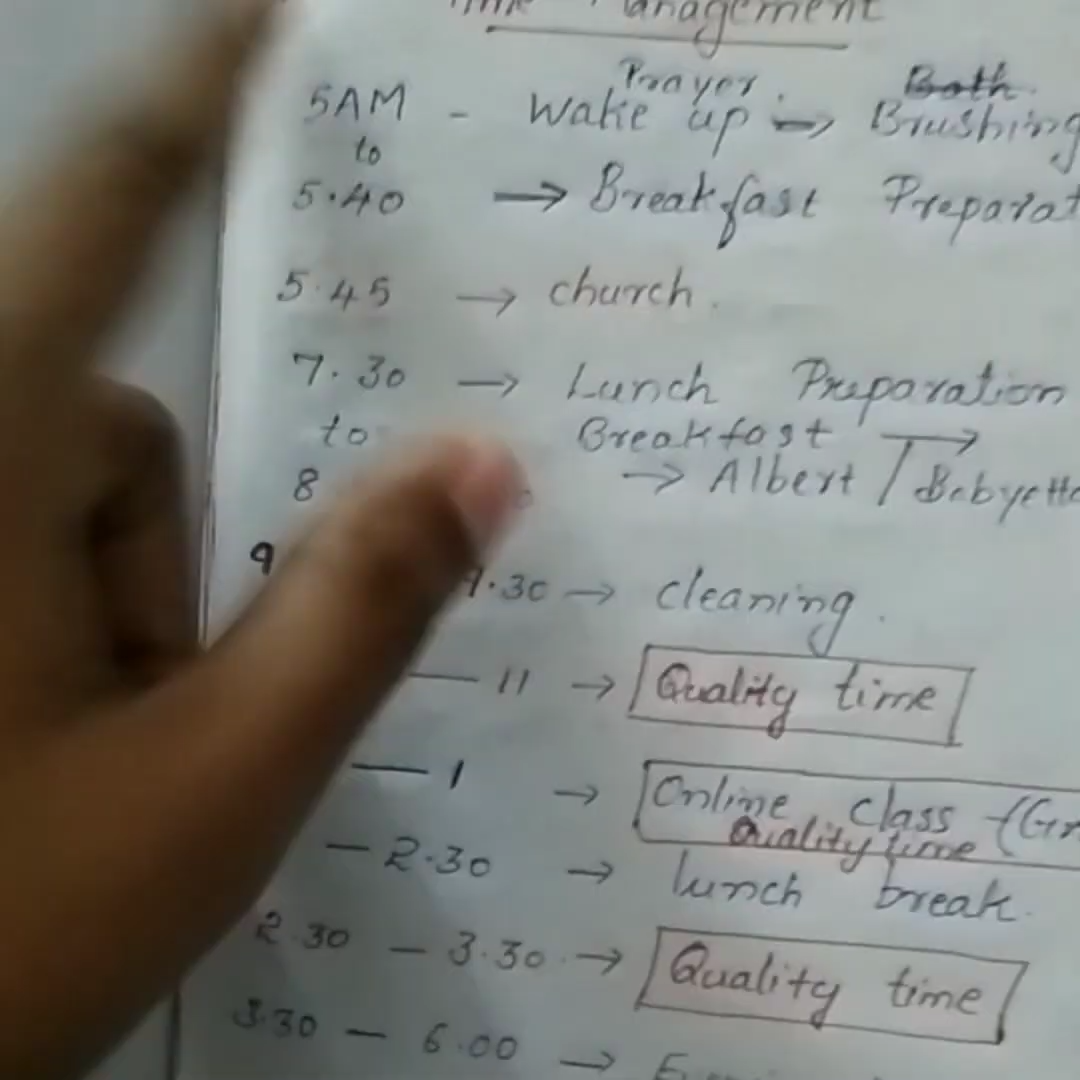 Management
Prayer Bath
5AM - Wake up → Brushing
to
5.40 → Breakfast
5.45 → church.
7.30 → Lunch Preparation
to Breakfast →
8 → Albert /
9 9.30 → cleaning.
— 11 → Quality time
— 1 → Online class
Quality time
— 2.30 → lunch break.
2.30 — 3.30 → Quality time
3.30 — 6.00 →